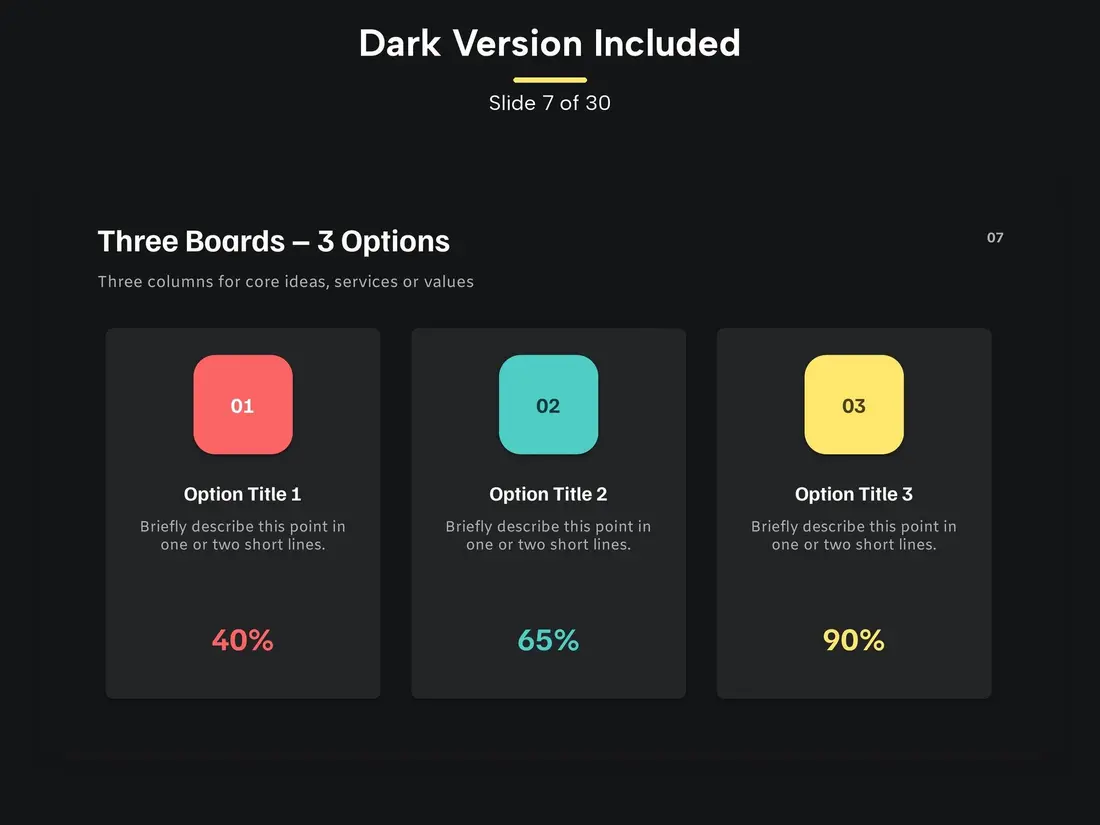 Dark Version Included
Slide 7 of 30
Three Boards – 3 Options
07
Three columns for core ideas, services or values
01
Option Title 1
Briefly describe this point in
one or two short lines.
40%
02
Option Title 2
Briefly describe this point in
one or two short lines.
65%
03
Option Title 3
Briefly describe this point in
one or two short lines.
90%